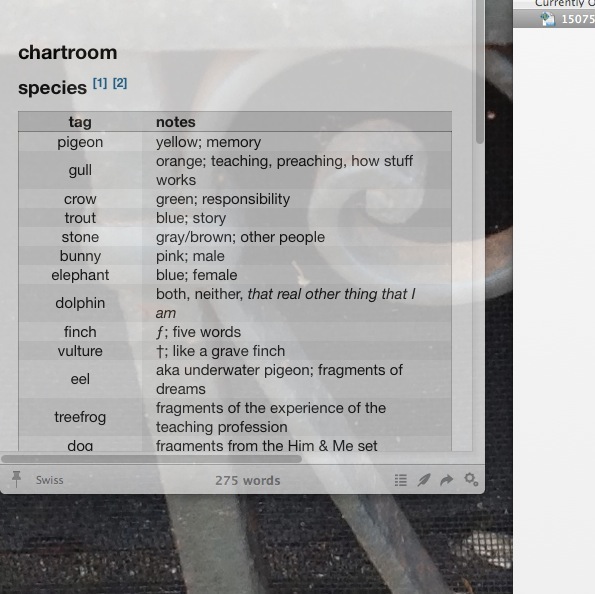 Currently O
15075
chartroom
species [1] [2]
tag notes
pigeon yellow; memory
gull orange; teaching, preaching, how stuff
works
crow green; responsibility
trout blue; story
stone gray/brown; other people
bunny pink; male
elephant blue; female
dolphin both, neither, that real other thing that I
am
finch ƒ; five words
vulture †; like a grave finch
eel aka underwater pigeon; fragments of
dreams
treefrog fragments of the experience of the
teaching profession
dog fragments from the Him & Me set
Swiss 275 words